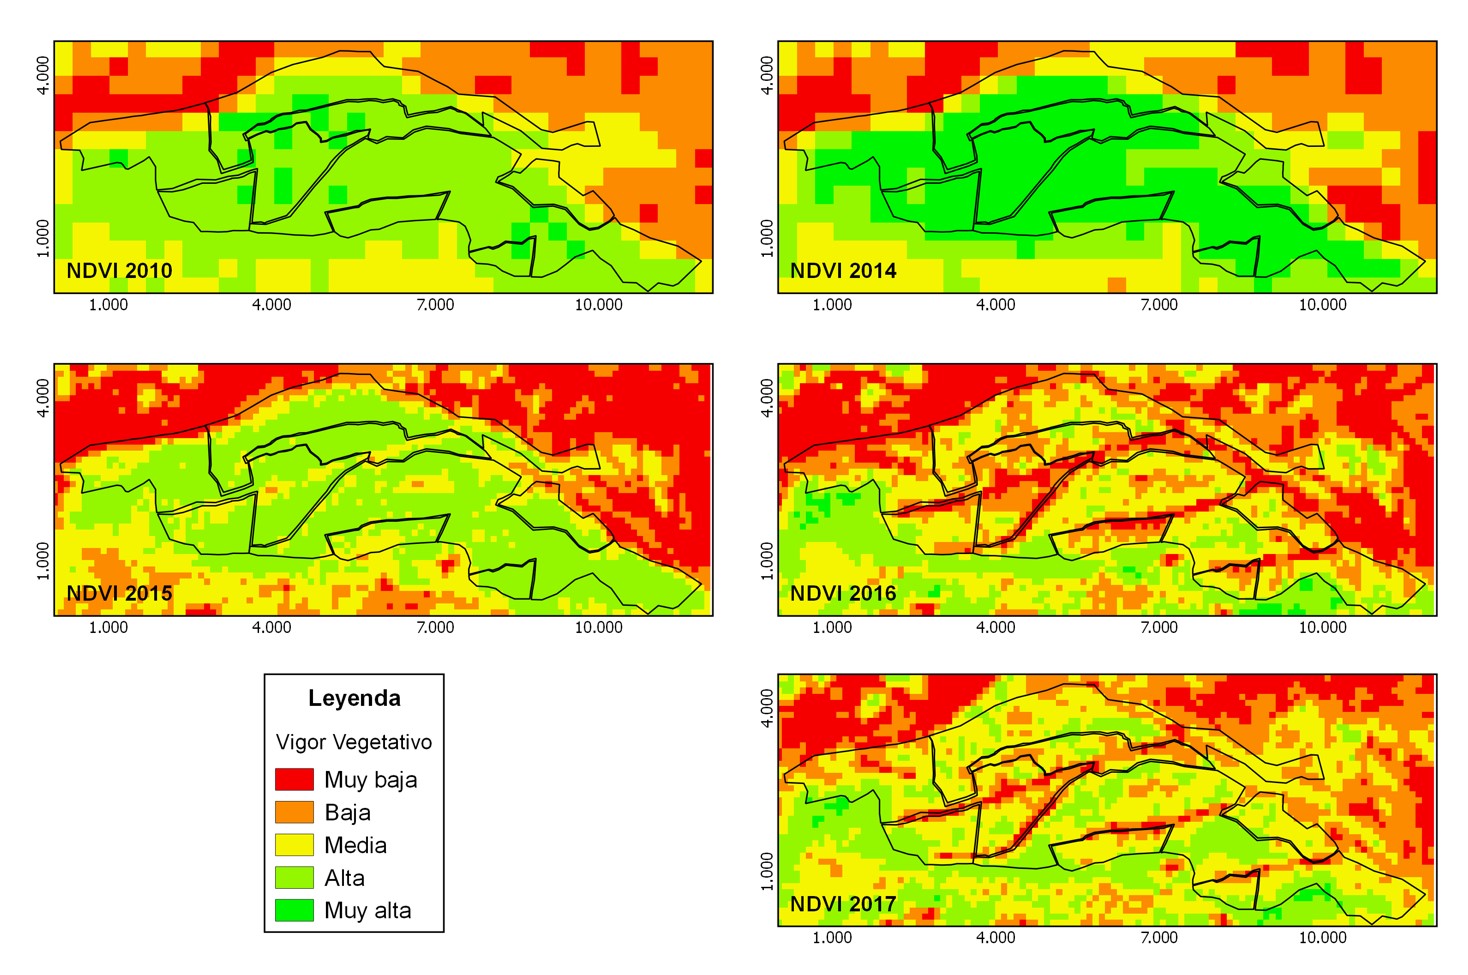 4.000
1.000
NDVI 2010
1.000 4.000 7.000 10.000
4.000
1.000
NDVI 2014
1.000 4.000 7.000 10.000
4.000
1.000
NDVI 2015
1.000 4.000 7.000 10.000
4.000
1.000
NDVI 2016
1.000 4.000 7.000 10.000
Leyenda
Vigor Vegetativo
Muy baja
Baja
Media
Alta
Muy alta
4.000
1.000
NDVI 2017
1.000 4.000 7.000 10.000